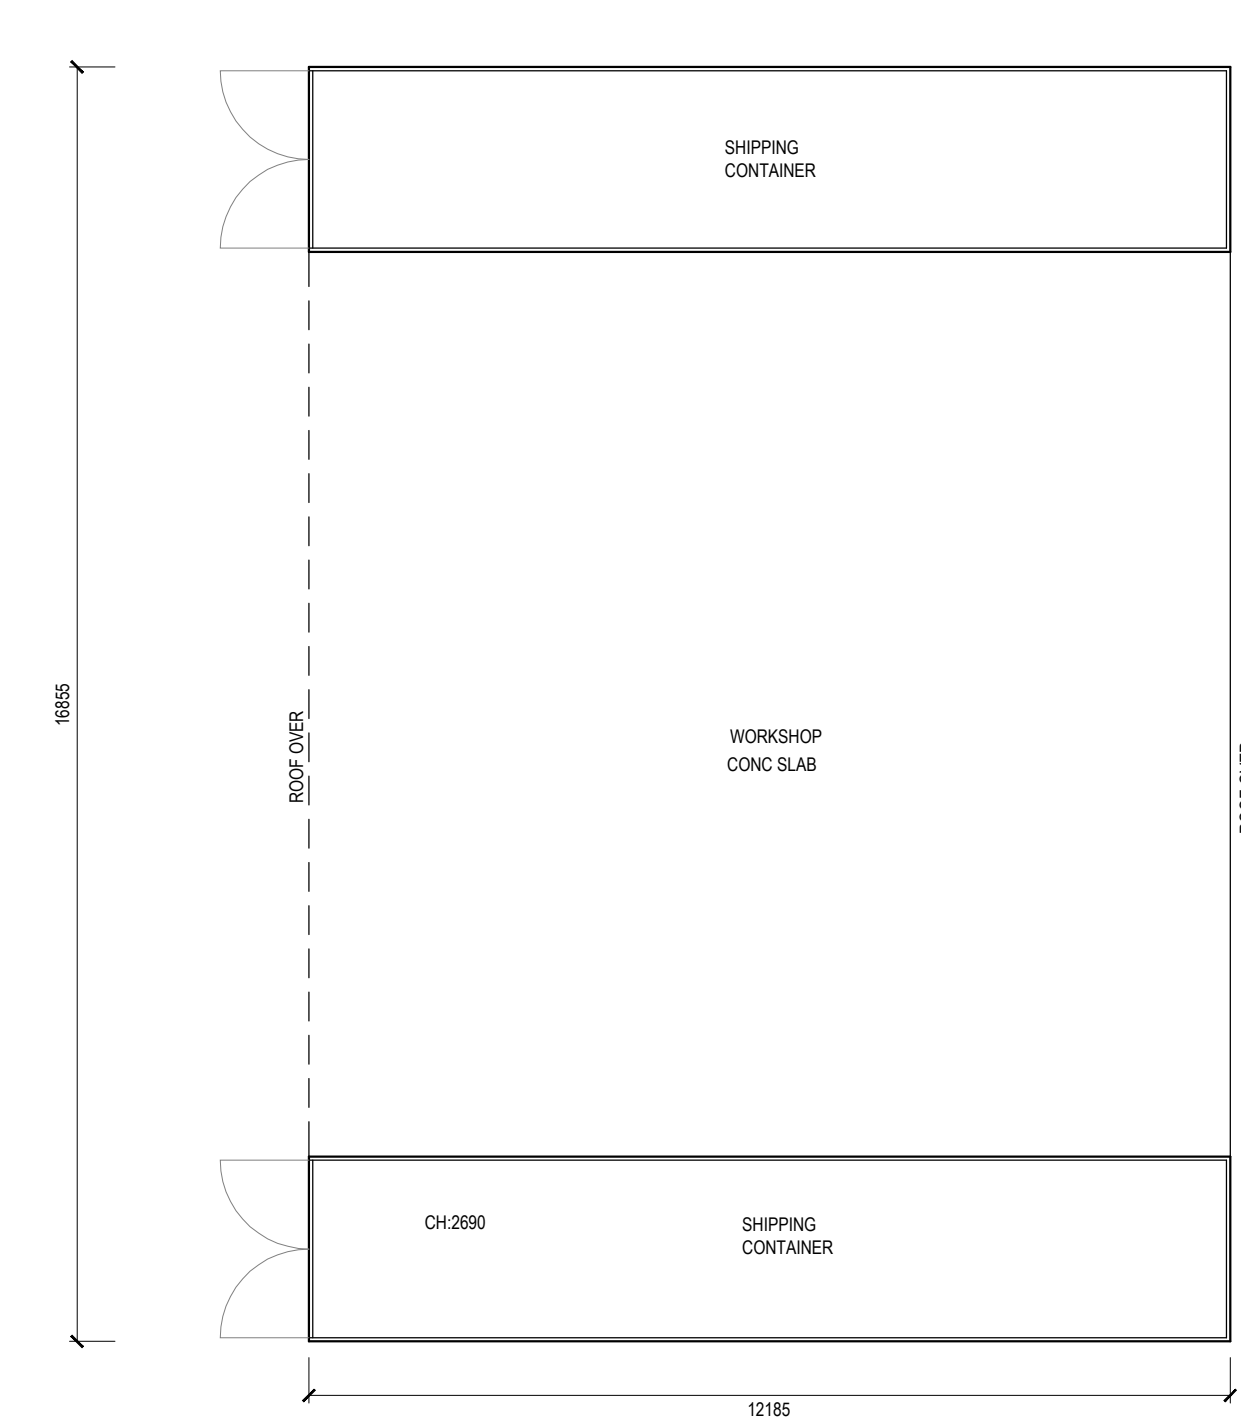 SHIPPING
CONTAINER
16855
ROOF OVER
WORKSHOP
CONC SLAB
CH:2690
SHIPPING
CONTAINER
12185